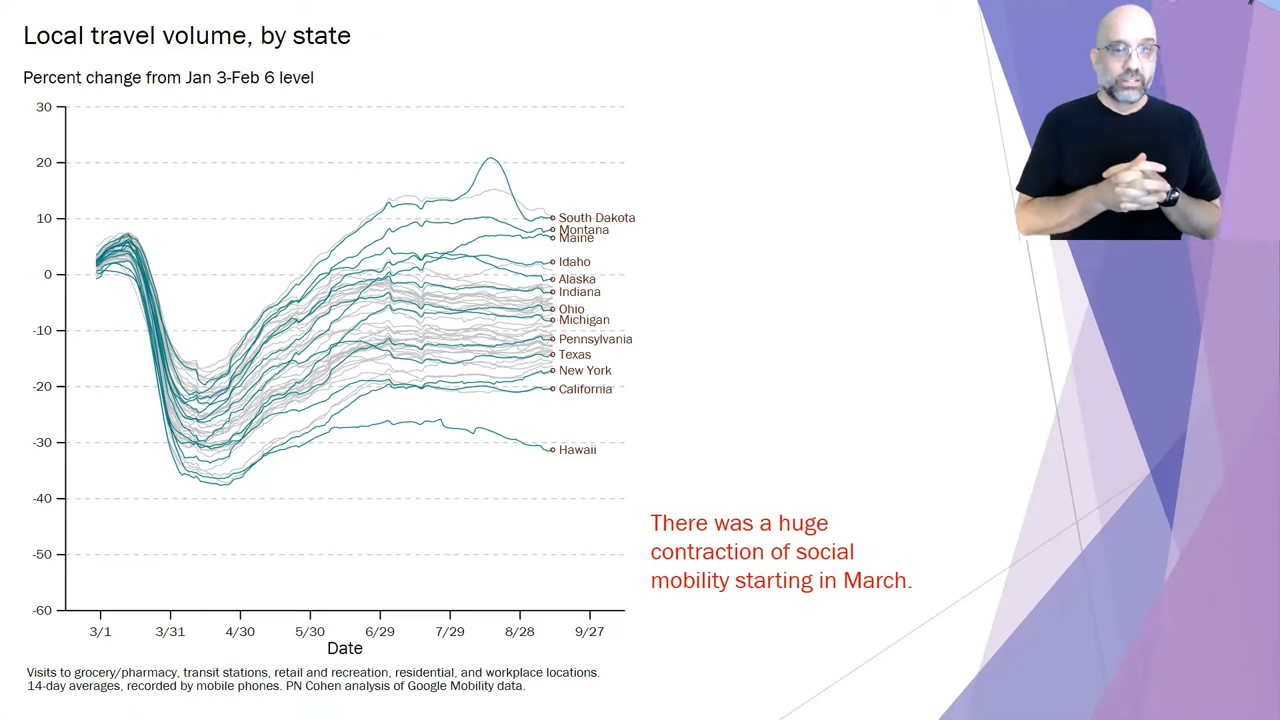 Local travel volume, by state
Percent change from Jan 3-Feb 6 level
30
20
10
0
-10
-20
-30
-40
-50
-60
South Dakota
Montana
Maine
Idaho
Alaska
Indiana
Ohio
Michigan
Pennsylvania
Texas
New York
California
Hawaii
3/1 3/31 4/30 5/30 6/29 7/29 8/28 9/27
Date
Visits to grocery/pharmacy, transit stations, retail and recreation, residential, and workplace locations.
14-day averages, recorded by mobile phones. PN Cohen analysis of Google Mobility data.
There was a huge
contraction of social
mobility starting in March.